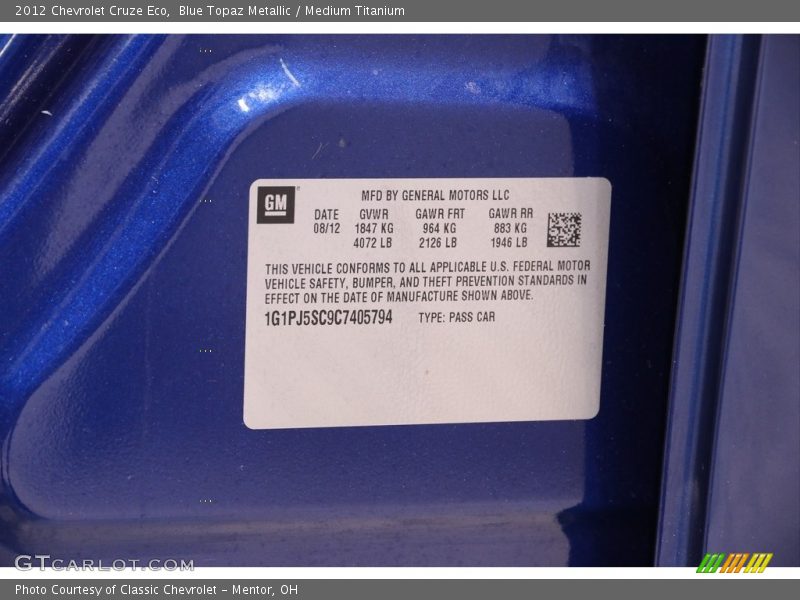 2012 Chevrolet Cruze Eco,  Blue Topaz Metallic / Medium Titanium
GM
MFD BY GENERAL MOTORS LLC
DATE GVWR GAWR FRT GAWR RR
08/12 1847 KG 964 KG 883 KG
4072 LB 2126 LB 1946 LB
THIS VEHICLE CONFORMS TO ALL APPLICABLE U.S. FEDERAL MOTOR
VEHICLE SAFETY, BUMPER, AND THEFT PREVENTION STANDARDS IN
EFFECT ON THE DATE OF MANUFACTURE SHOWN ABOVE.
1G1PJ5SC9C7405794 TYPE: PASS CAR
GTCARLOT.COM
Photo Courtesy of Classic Chevrolet - Mentor, OH